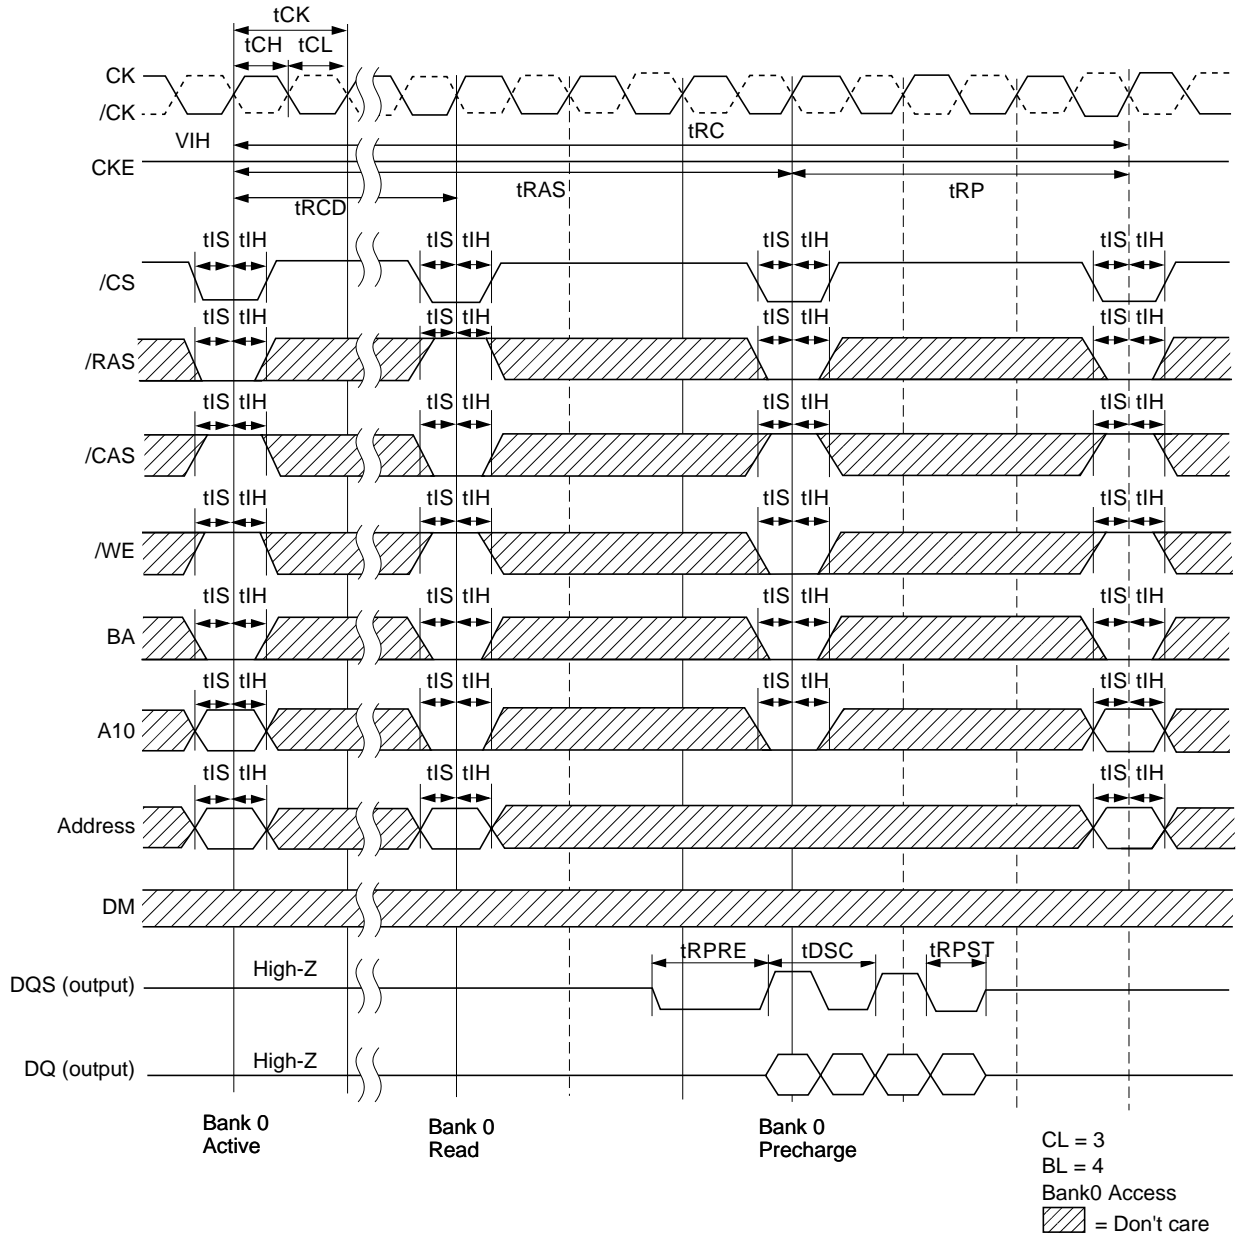 tCK
tCH tCL
CK
/CK
VIH
tRC
CKE
tRAS
tRP
tRCD
tIS tIH tIS tIH tIS tIH tIS tIH
/CS
tIS tIH tIS tIH tIS tIH tIS tIH
/RAS
tIS tIH tIS tIH tIS tIH tIS tIH
/CAS
tIS tIH tIS tIH tIS tIH tIS tIH
/WE
tIS tIH tIS tIH tIS tIH tIS tIH
BA
tIS tIH tIS tIH tIS tIH tIS tIH
A10
tIS tIH tIS tIH tIS tIH
Address
DM
tRPRE tDSC tRPST
High-Z
DQS (output)
High-Z
DQ (output)
Bank 0
Active
Bank 0
Read
Bank 0
Precharge
CL = 3
BL = 4
Bank0 Access
= Don't care